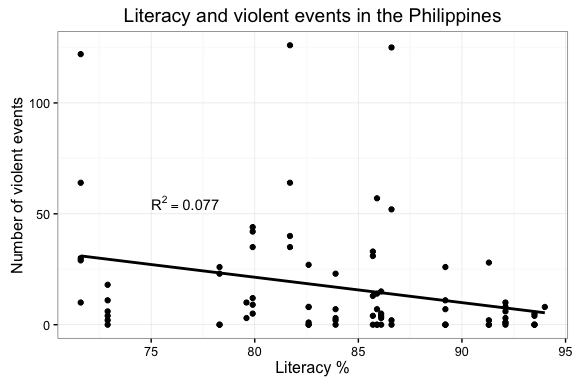 Literacy and violent events in the Philippines
Number of violent events
100
50
0
R² = 0.077
75
80
85
90
95
Literacy %